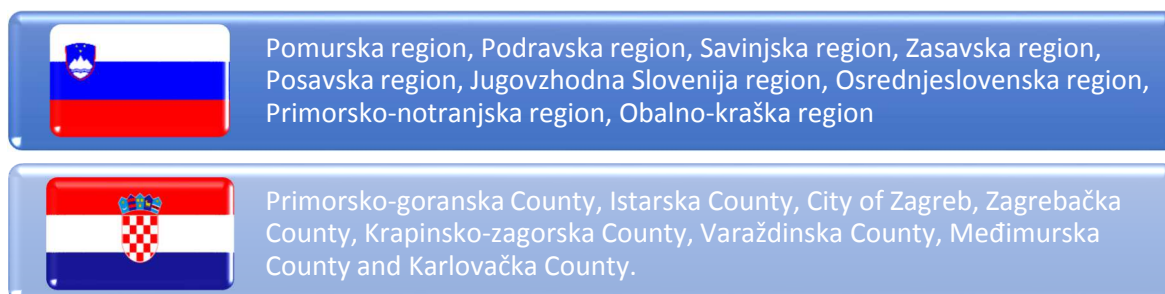 Pomurska region, Podravska region, Savinjska region, Zasavska region,
Posavska region, Jugovzhodna Slovenija region, Osrednjeslovenska region,
Primorsko-notranjska region, Obalno-kraška region
Primorsko-goranska County, Istarska County, City of Zagreb, Zagrebačka
County, Krapinsko-zagorska County, Varaždinska County, Međimurska
County and Karlovačka County.